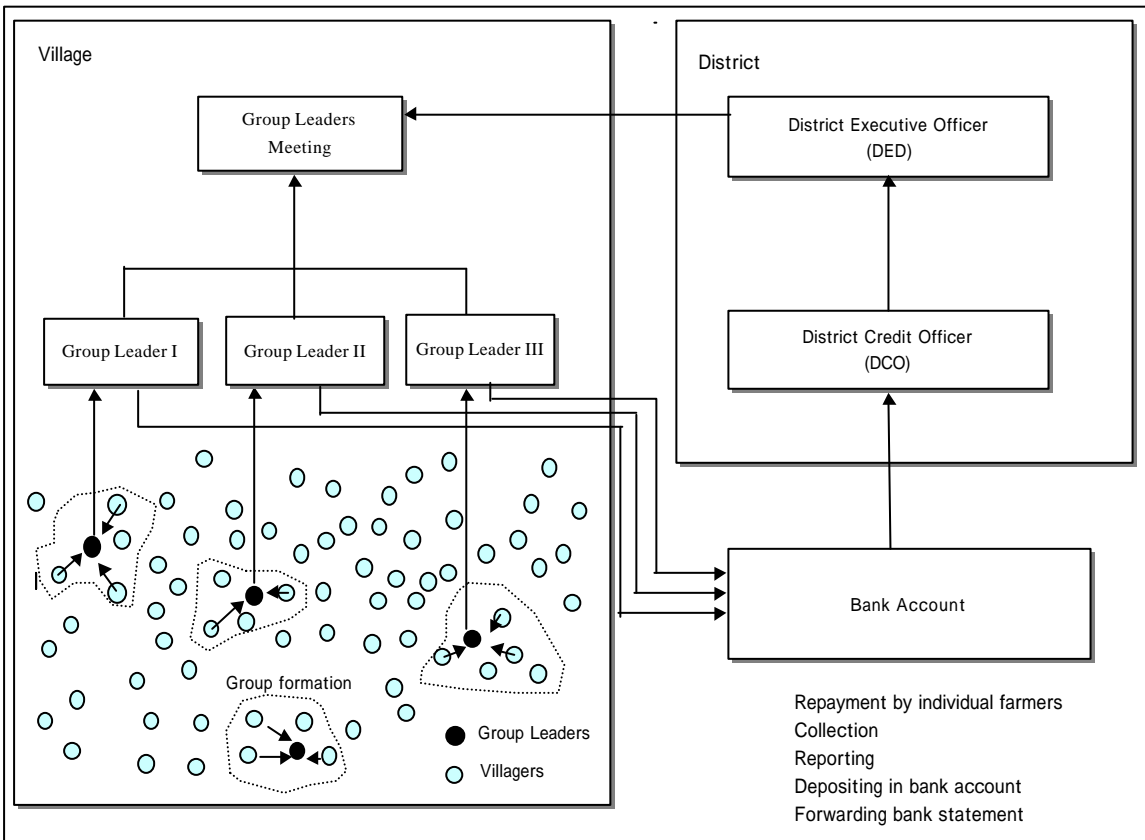 Village
District
Group Leaders
Meeting
District Executive Officer
(DED)
Group Leader I
Group Leader II
Group Leader III
District Credit Officer
(DCO)
Bank Account
Group formation
Group Leaders
Villagers
Repayment by individual farmers
Collection
Reporting
Depositing in bank account
Forwarding bank statement